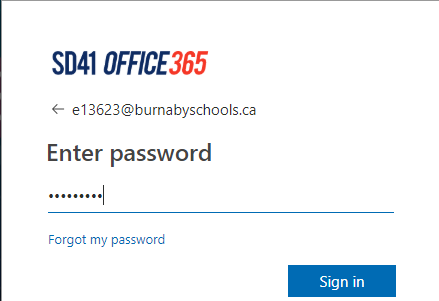 SD41 OFFICE365
← e13623@burnabyschools.ca
Enter password
•••••••••
Forgot my password
Sign in